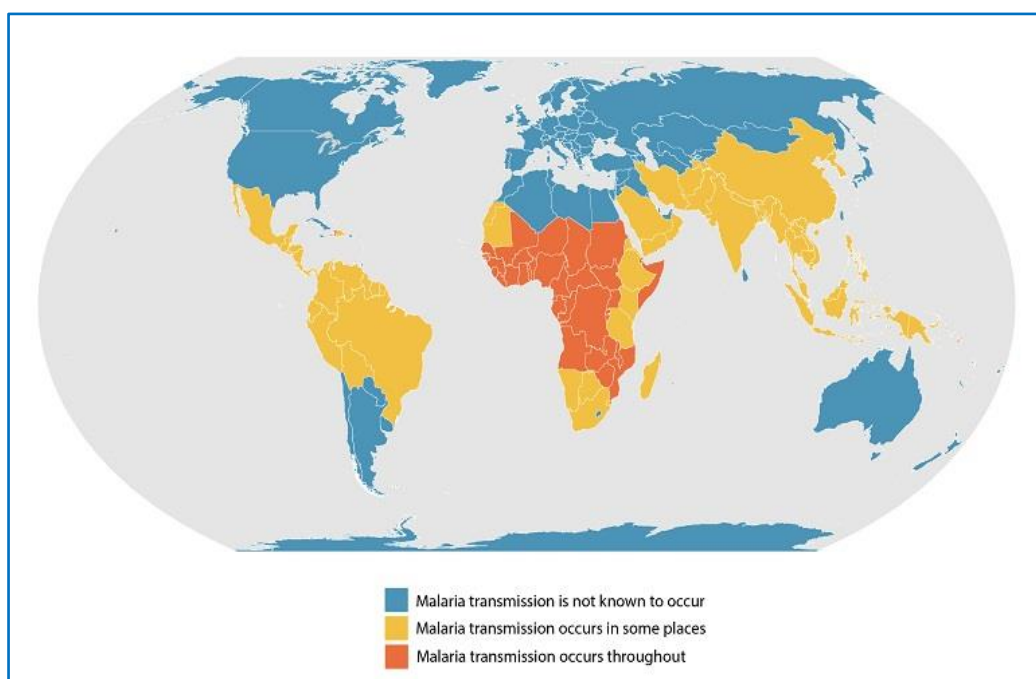 Malaria transmission is not known to occur
Malaria transmission occurs in some places
Malaria transmission occurs throughout